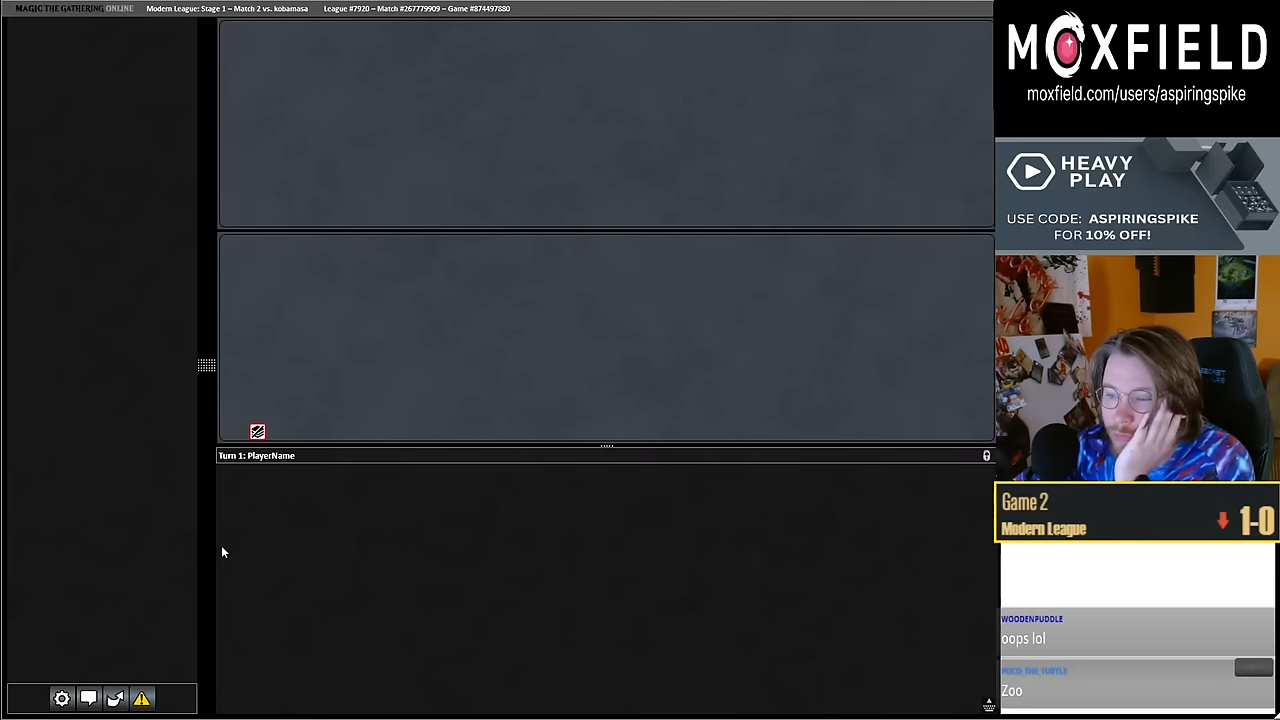 MAGIC THE GATHERING ONLINE Modern League: Stage 1 – Match 2 vs. kobamasa League #7920 – Match #267779909 – Game #874497880
Turn 1: PlayerName
MOXFIELD
moxfield.com/users/aspiringspike
HEAVY
PLAY
USE CODE: ASPIRINGSPIKE
FOR 10% OFF!
Game 2
Modern League
1-0
WOODENPUDDLE
oops lol
POCO_THE_TURTLE
Zoo